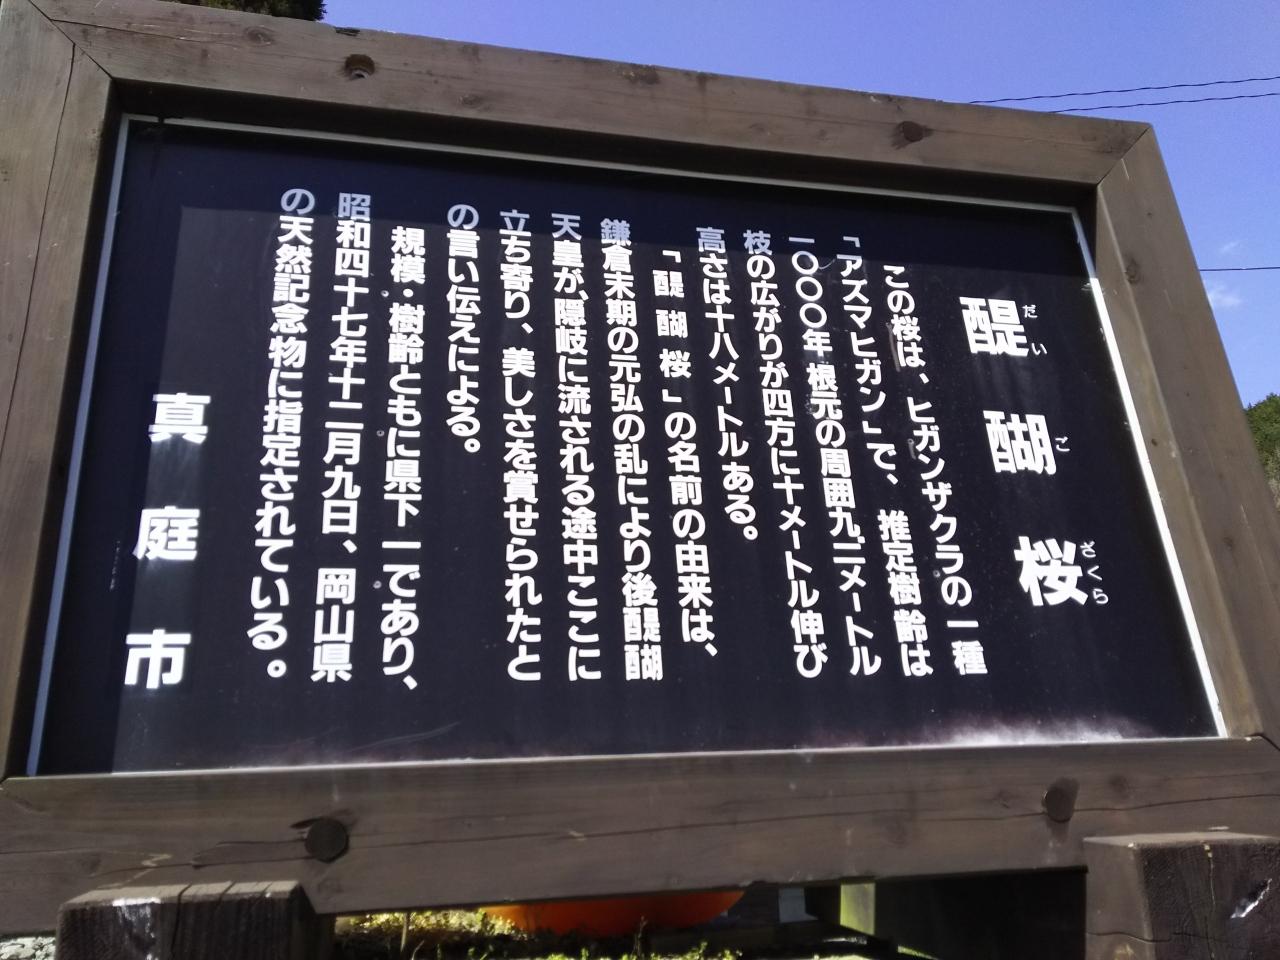 醍醐桜
だいござくら
この桜は、ヒガンザクラの一種
「アズマヒガン」で、推定樹齢は
一〇〇〇年根元の周囲九.二メートル
枝の広がりが四方に十メートル伸び
高さは十八メートルある。
「醍醐桜」の名前の由来は、
鎌倉末期の元弘の乱により後醍醐
天皇が、隠岐に流される途中ここに
立ち寄り、美しさを賞せられたと
の言い伝えによる。
規模・樹齢ともに県下一であり、
昭和四十七年十二月九日、岡山県
の天然記念物に指定されている。
真庭市